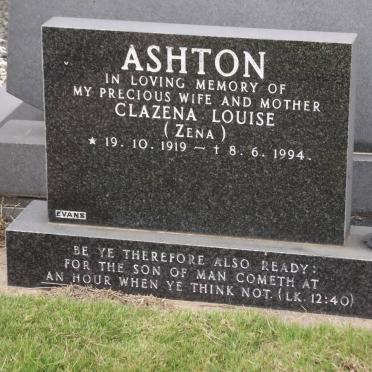 ASHTON
IN LOVING MEMORY OF
MY PRECIOUS WIFE AND MOTHER
CLAZENA LOUISE
(ZENA)
★ 19. 10. 1919 – † 8. 6. 1994.
EVANS
BE YE THEREFORE ALSO READY:
FOR THE SON OF MAN COMETH AT
AN HOUR WHEN YE THINK NOT. (LK. 12:40)